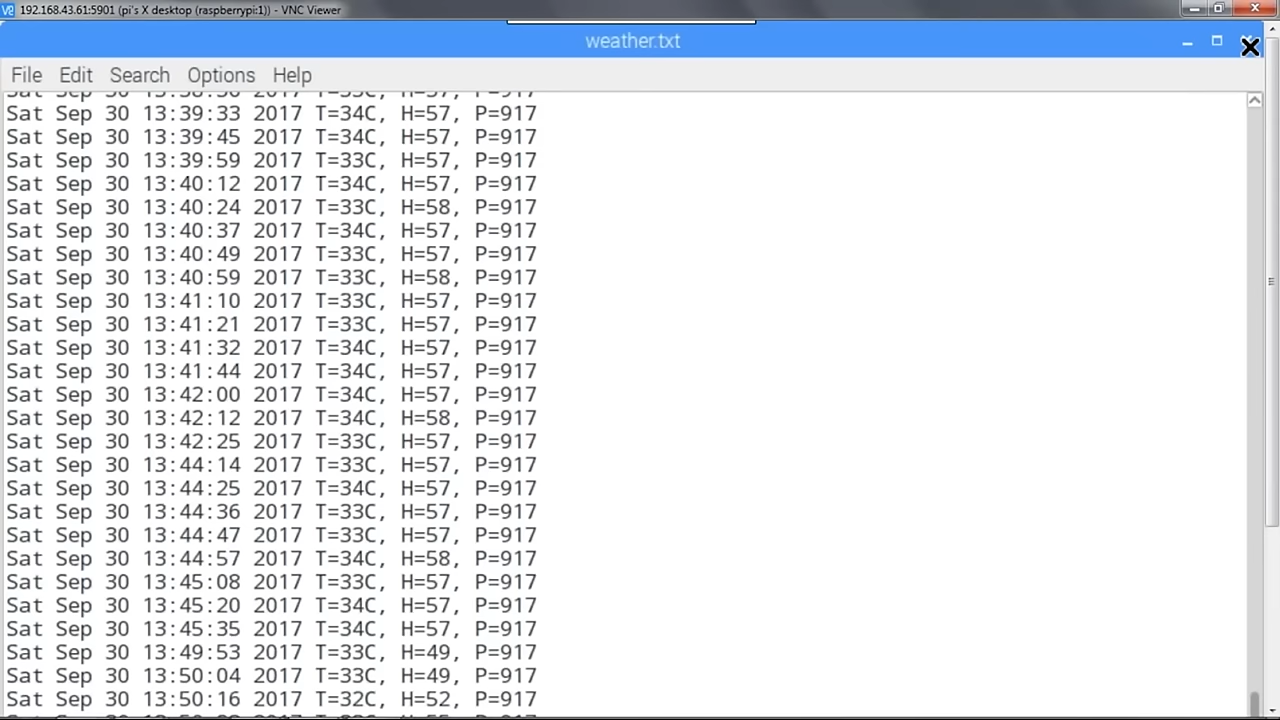 192.168.43.61:5901 (pi's X desktop (raspberrypi:1)) - VNC Viewer
weather.txt
File Edit Search Options Help
Sat Sep 30 13:39:33 2017 T=34C, H=57, P=917
Sat Sep 30 13:39:45 2017 T=34C, H=57, P=917
Sat Sep 30 13:39:59 2017 T=33C, H=57, P=917
Sat Sep 30 13:40:12 2017 T=34C, H=57, P=917
Sat Sep 30 13:40:24 2017 T=33C, H=58, P=917
Sat Sep 30 13:40:37 2017 T=34C, H=57, P=917
Sat Sep 30 13:40:49 2017 T=33C, H=57, P=917
Sat Sep 30 13:40:59 2017 T=33C, H=58, P=917
Sat Sep 30 13:41:10 2017 T=33C, H=57, P=917
Sat Sep 30 13:41:21 2017 T=33C, H=57, P=917
Sat Sep 30 13:41:32 2017 T=34C, H=57, P=917
Sat Sep 30 13:41:44 2017 T=34C, H=57, P=917
Sat Sep 30 13:42:00 2017 T=34C, H=57, P=917
Sat Sep 30 13:42:12 2017 T=34C, H=58, P=917
Sat Sep 30 13:42:25 2017 T=33C, H=57, P=917
Sat Sep 30 13:44:14 2017 T=33C, H=57, P=917
Sat Sep 30 13:44:25 2017 T=34C, H=57, P=917
Sat Sep 30 13:44:36 2017 T=33C, H=57, P=917
Sat Sep 30 13:44:47 2017 T=33C, H=57, P=917
Sat Sep 30 13:44:57 2017 T=34C, H=58, P=917
Sat Sep 30 13:45:08 2017 T=33C, H=57, P=917
Sat Sep 30 13:45:20 2017 T=34C, H=57, P=917
Sat Sep 30 13:45:35 2017 T=34C, H=57, P=917
Sat Sep 30 13:49:53 2017 T=33C, H=49, P=917
Sat Sep 30 13:50:04 2017 T=33C, H=49, P=917
Sat Sep 30 13:50:16 2017 T=32C, H=52, P=917